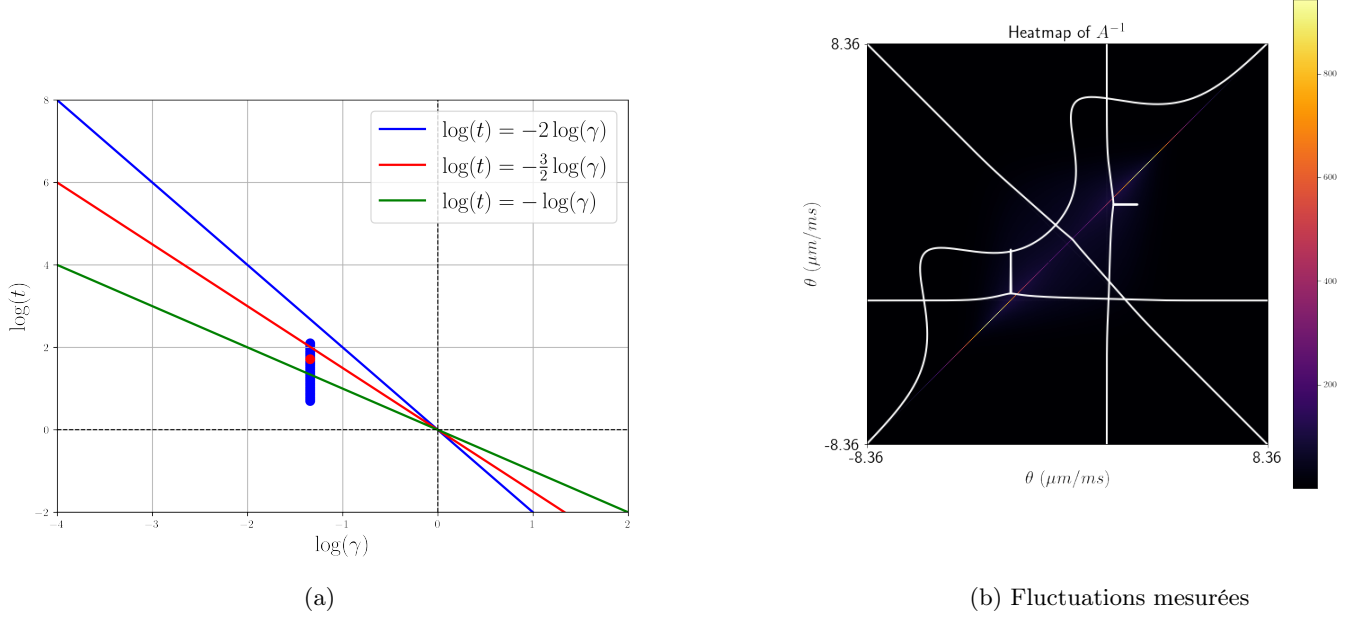 8
6
4
2
0
−2
−4
−3
−2
−1
0
1
2
log(t)
log(γ)
log(t) = −2 log(γ)
log(t) = −3/2 log(γ)
log(t) = − log(γ)
(a)
Heatmap of A⁻¹
8.36
-8.36
-8.36
8.36
θ (μm/ms)
θ (μm/ms)
800
600
400
200
(b) Fluctuations mesurées